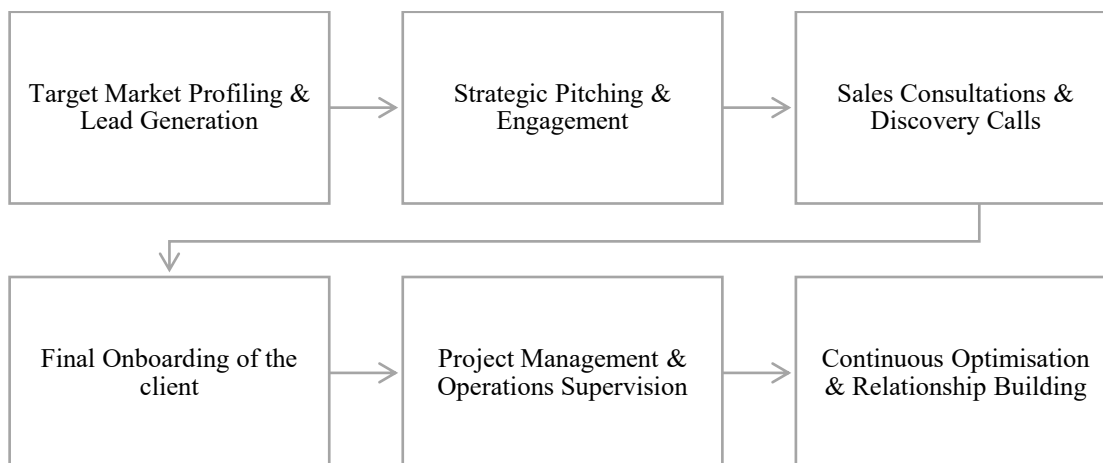 Target Market Profiling &
Lead Generation
Strategic Pitching &
Engagement
Sales Consultations &
Discovery Calls
Final Onboarding of the
client
Project Management &
Operations Supervision
Continuous Optimisation
& Relationship Building